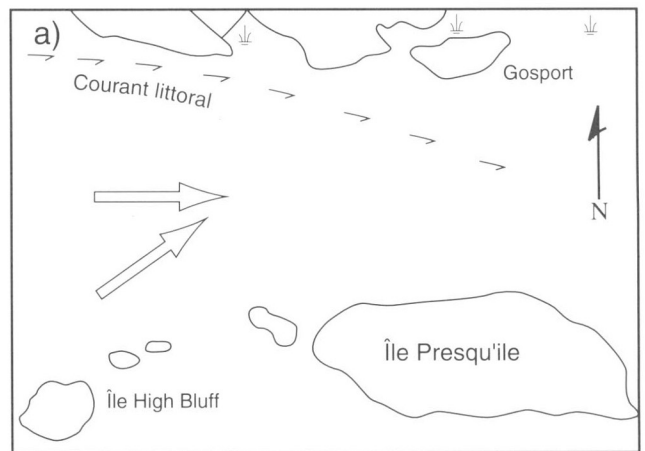 a)
Courant littoral
Gosport
N
Île Presqu'ile
Île High Bluff